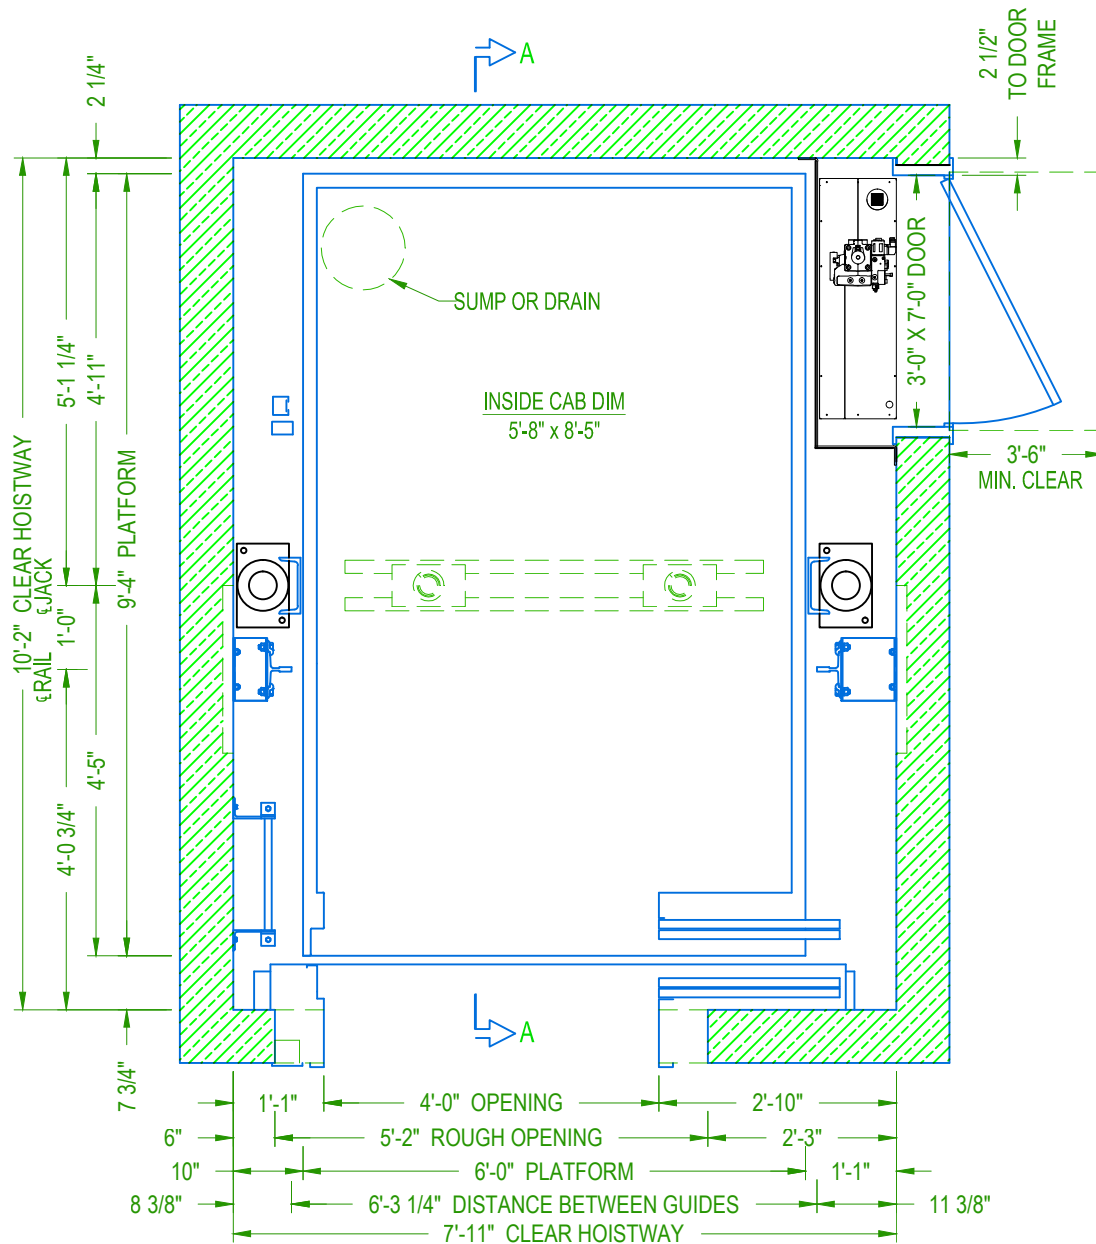 A
2 1/2"
TO DOOR
FRAME
2 1/4"
SUMP OR DRAIN
INSIDE CAB DIM
5'-8" x 8'-5"
3'-0" X 7'-0" DOOR
3'-6"
MIN. CLEAR
10'-2" CLEAR HOISTWAY
℄RAIL
℄JACK
5'-1 1/4"
1'-0"
4'-0 3/4"
4'-11"
4'-5"
9'-4" PLATFORM
7 3/4"
A
1'-1"
4'-0" OPENING
2'-10"
6"
5'-2" ROUGH OPENING
2'-3"
10"
6'-0" PLATFORM
1'-1"
8 3/8"
6'-3 1/4" DISTANCE BETWEEN GUIDES
11 3/8"
7'-11" CLEAR HOISTWAY